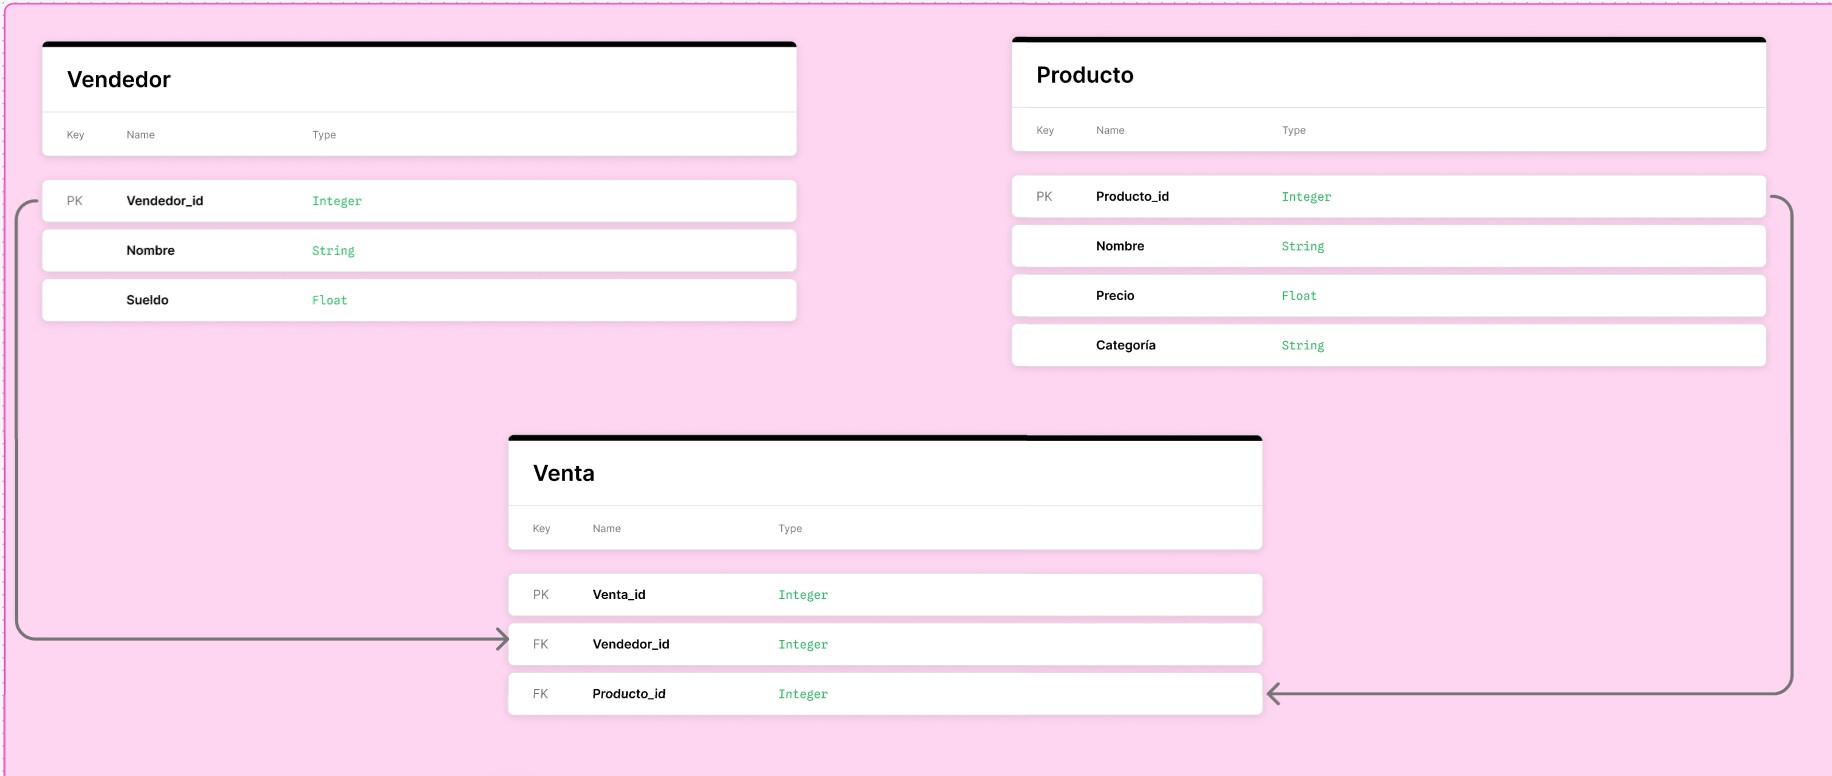 Vendedor
Key Name Type
PK Vendedor_id Integer
Nombre String
Sueldo Float
Producto
Key Name Type
PK Producto_id Integer
Nombre String
Precio Float
Categoría String
Venta
Key Name Type
PK Venta_id Integer
FK Vendedor_id Integer
FK Producto_id Integer